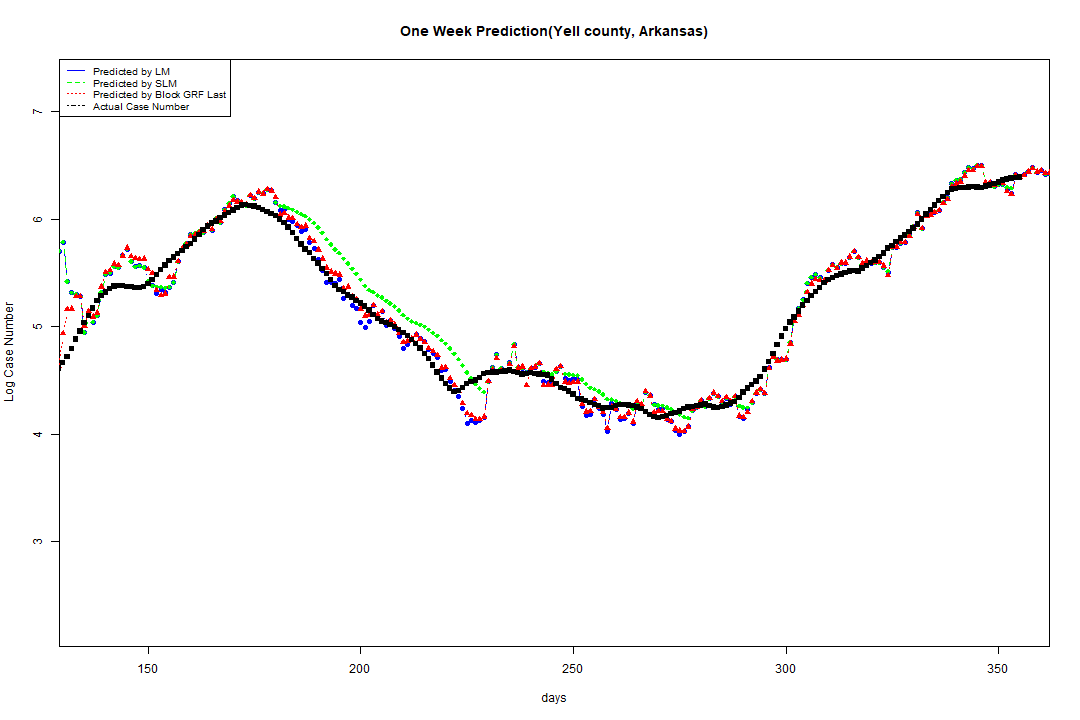 One Week Prediction(Yell county, Arkansas)
Predicted by LM
Predicted by SLM
Predicted by Block GRF Last
Actual Case Number
7
6
5
4
3
Log Case Number
150
200
250
300
350
days